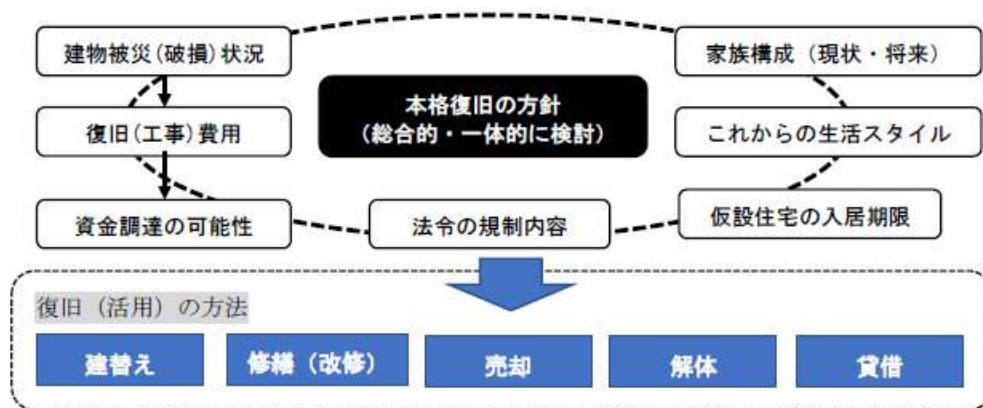 建物被災（破損）状況
家族構成（現状・将来）
本格復旧の方針
（総合的・一体的に検討）
復旧（工事）費用
これからの生活スタイル
資金調達の可能性
法令の規制内容
仮設住宅の入居期限
復旧（活用）の方法
建替え
修繕（改修）
売却
解体
貸借